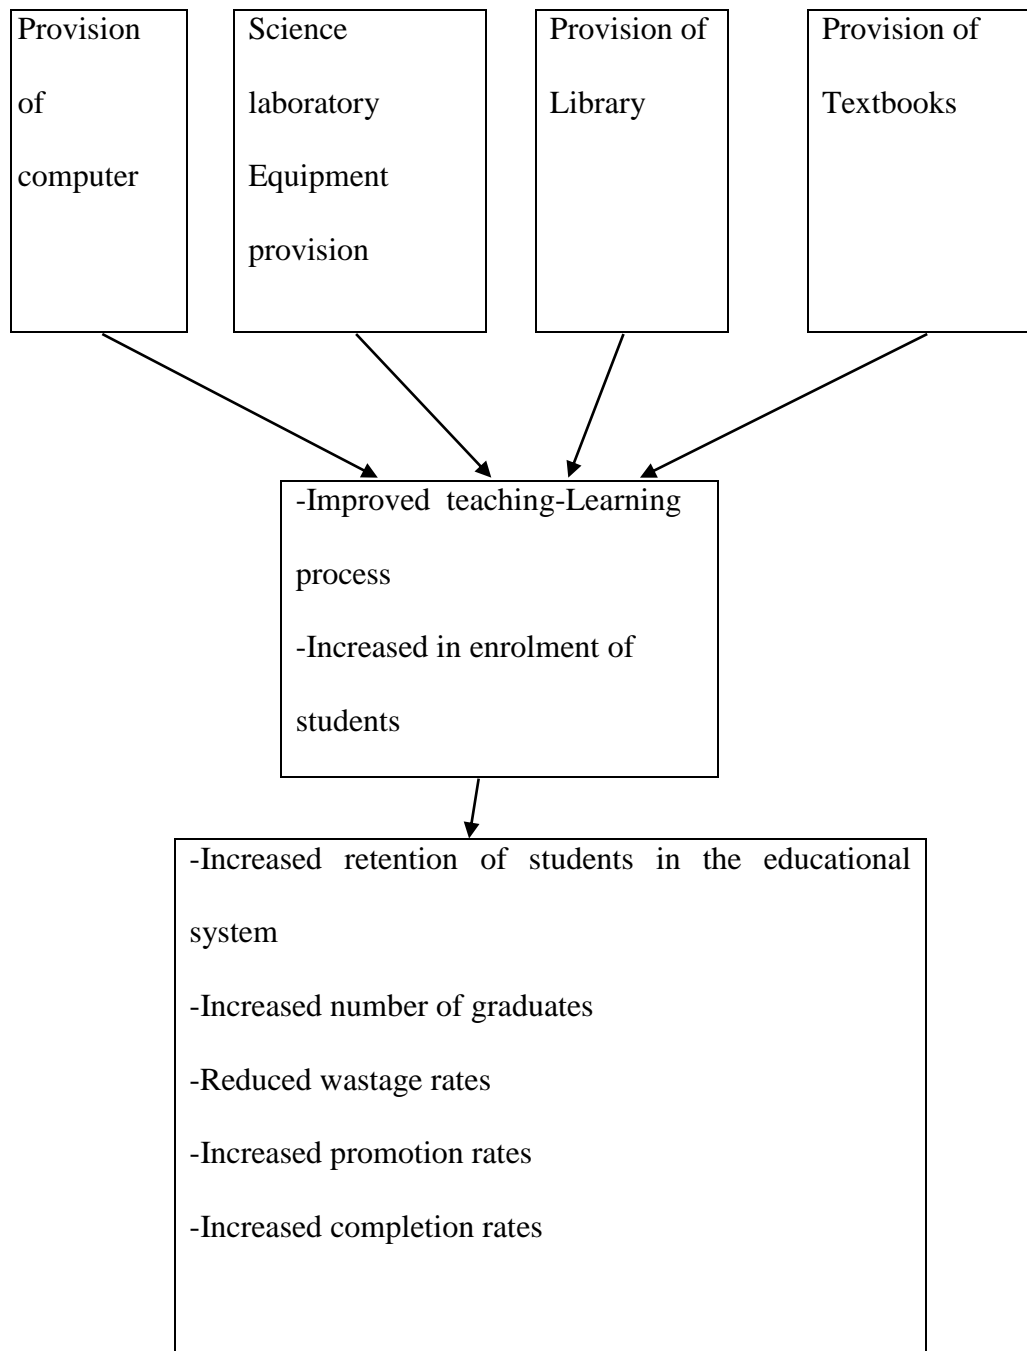 Provision
of
computer
Science
laboratory
Equipment
provision
Provision of
Library
Provision of
Textbooks
-Improved teaching-Learning
process
-Increased in enrolment of
students
-Increased retention of students in the educational
system
-Increased number of graduates
-Reduced wastage rates
-Increased promotion rates
-Increased completion rates